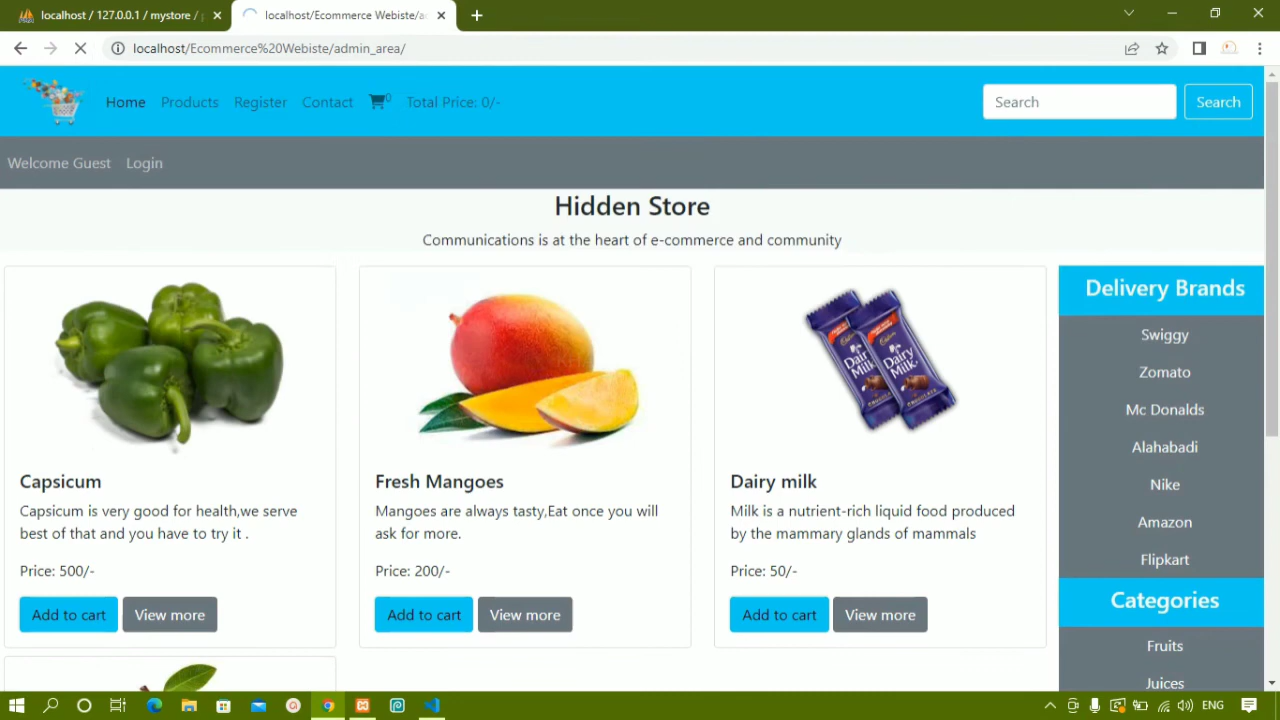 localhost / 127.0.0.1 / mystore /
localhost/Ecommerce Webiste/a
localhost/Ecommerce%20Webiste/admin_area/
Home Products Register Contact 0 Total Price: 0/- Search Search
Welcome Guest Login
Hidden Store
Communications is at the heart of e-commerce and community
Capsicum
Capsicum is very good for health,we serve
best of that and you have to try it .
Price: 500/-
Add to cart View more
Fresh Mangoes
Mangoes are always tasty,Eat once you will
ask for more.
Price: 200/-
Add to cart View more
Dairy Milk
Dairy Milk
Dairy milk
Milk is a nutrient-rich liquid food produced
by the mammary glands of mammals
Price: 50/-
Add to cart View more
Delivery Brands
Swiggy
Zomato
Mc Donalds
Alahabadi
Nike
Amazon
Flipkart
Categories
Fruits
Juices
ENG